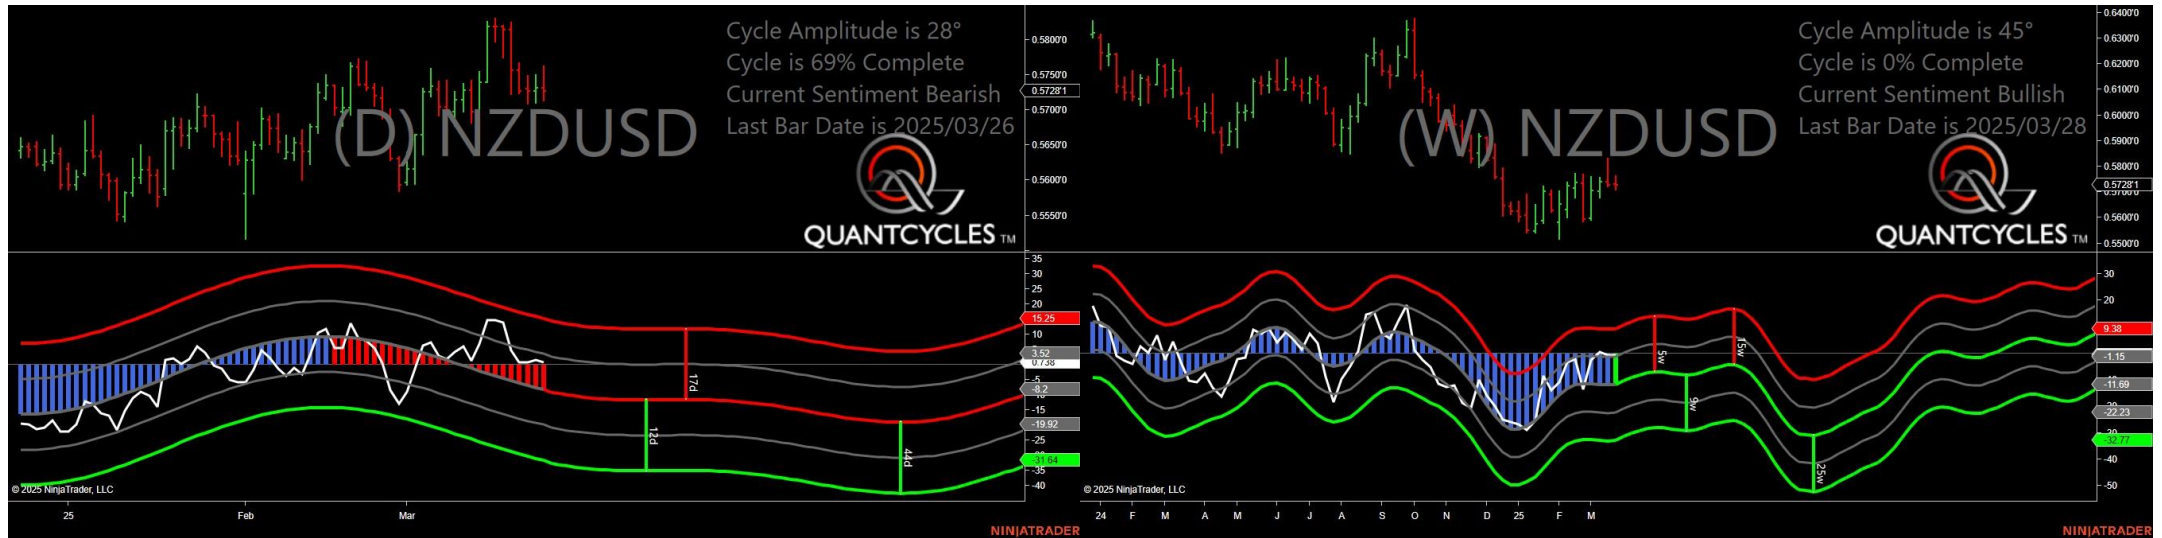 Cycle Amplitude is 28°
Cycle is 69% Complete
Current Sentiment Bearish
Last Bar Date is 2025/03/26
(D) NZDUSD
QUANTCYCLES TM
0.5800'0
0.5750'0
0.5728'1
0.5700'0
0.5650'0
0.5600'0
0.5550'0
35
30
25
20
15.25
10
3.52
-5
-8.2
-15
-19.92
-25
-31.64
-35
-40
17d
12d
44d
© 2025 NinjaTrader, LLC
25 Feb Mar
NINJATRADER
Cycle Amplitude is 45°
Cycle is 0% Complete
Current Sentiment Bullish
Last Bar Date is 2025/03/28
(W) NZDUSD
QUANTCYCLES TM
0.6400'0
0.6300'0
0.6200'0
0.6100'0
0.6000'0
0.5900'0
0.5800'0
0.5728'1
0.5600'0
0.5500'0
30
20
9.38
-1.15
-11.69
-22.23
-32.77
-40
-50
5w
15w
9w
25w
© 2025 NinjaTrader, LLC
24 F M A M J J A S O N D 25 F M
NINJATRADER